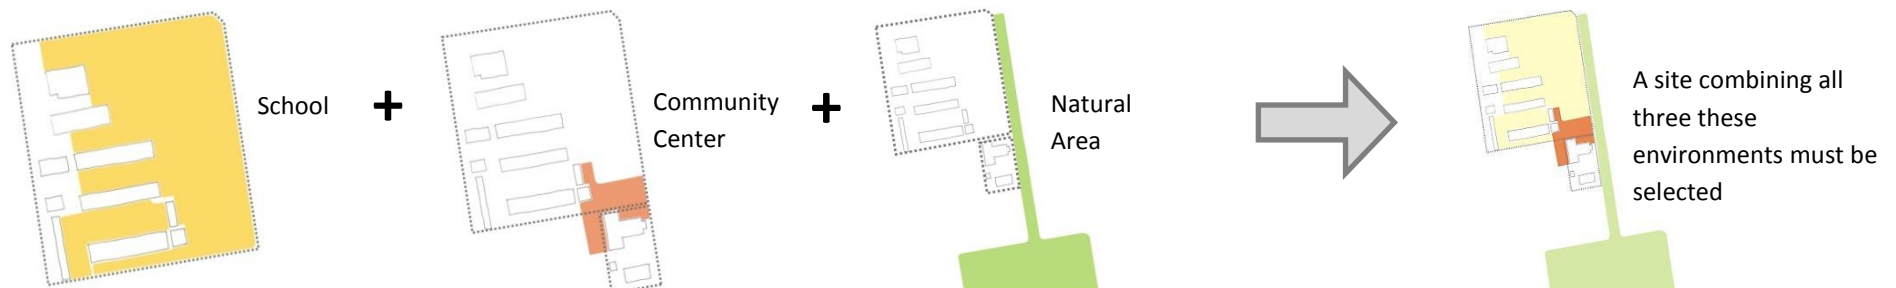 School
+
Community
Center
+
Natural
Area
A site combining all
three these
environments must be
selected